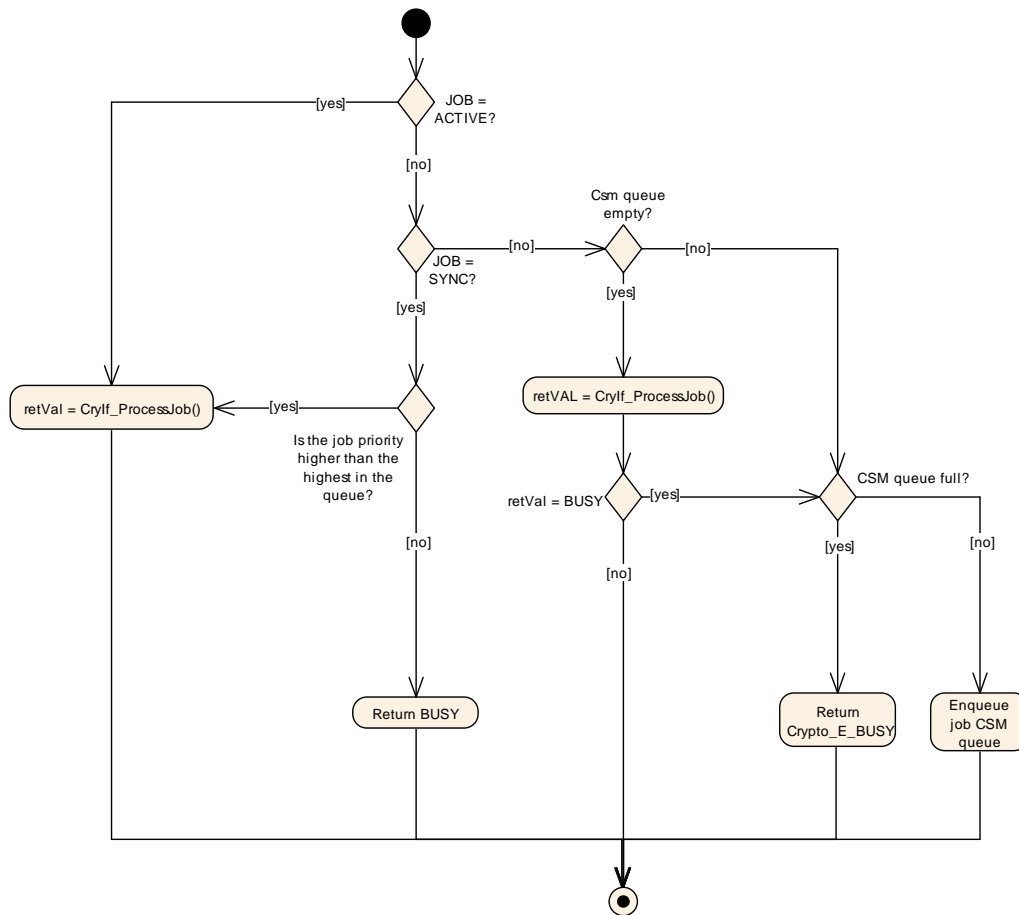 [yes]
JOB =
ACTIVE?
[no]
Csm queue
empty?
JOB =
SYNC?
[no]
[no]
[yes]
[yes]
retVal = CryIf_ProcessJob()
[yes]
retVAL = CryIf_ProcessJob()
Is the job priority
higher than the
highest in the
queue?
CSM queue full?
retVal = BUSY
[yes]
[no]
[yes]
[no]
[no]
Return BUSY
Return
Crypto_E_BUSY
Enqueue
job CSM
queue